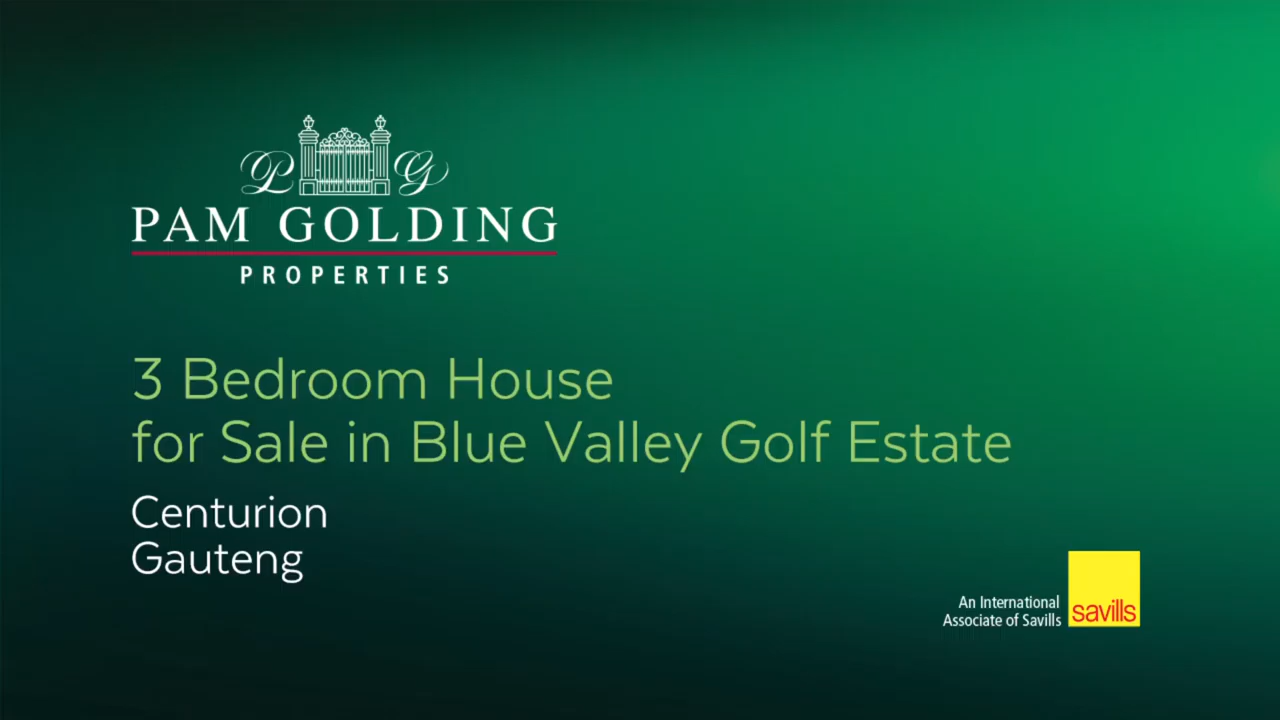 P G
PAM GOLDING
PROPERTIES
3 Bedroom House
for Sale in Blue Valley Golf Estate
Centurion
Gauteng
An International
Associate of Savills
savills